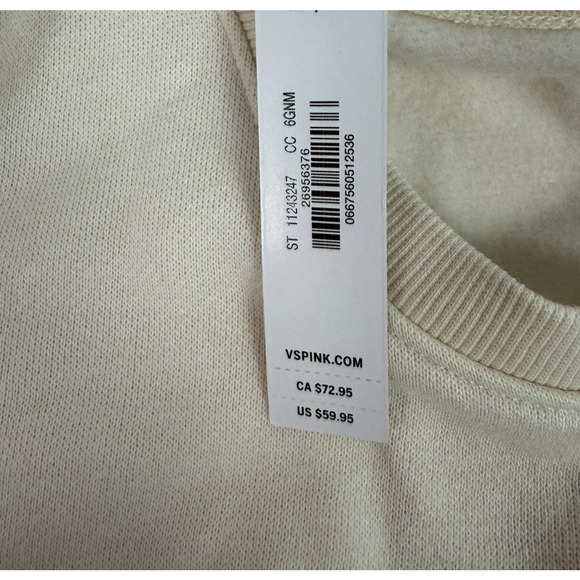 ST 11243247 CC 6GNM
26956376
0667560512536
VSPINK.COM
CA $72.95
US $59.95